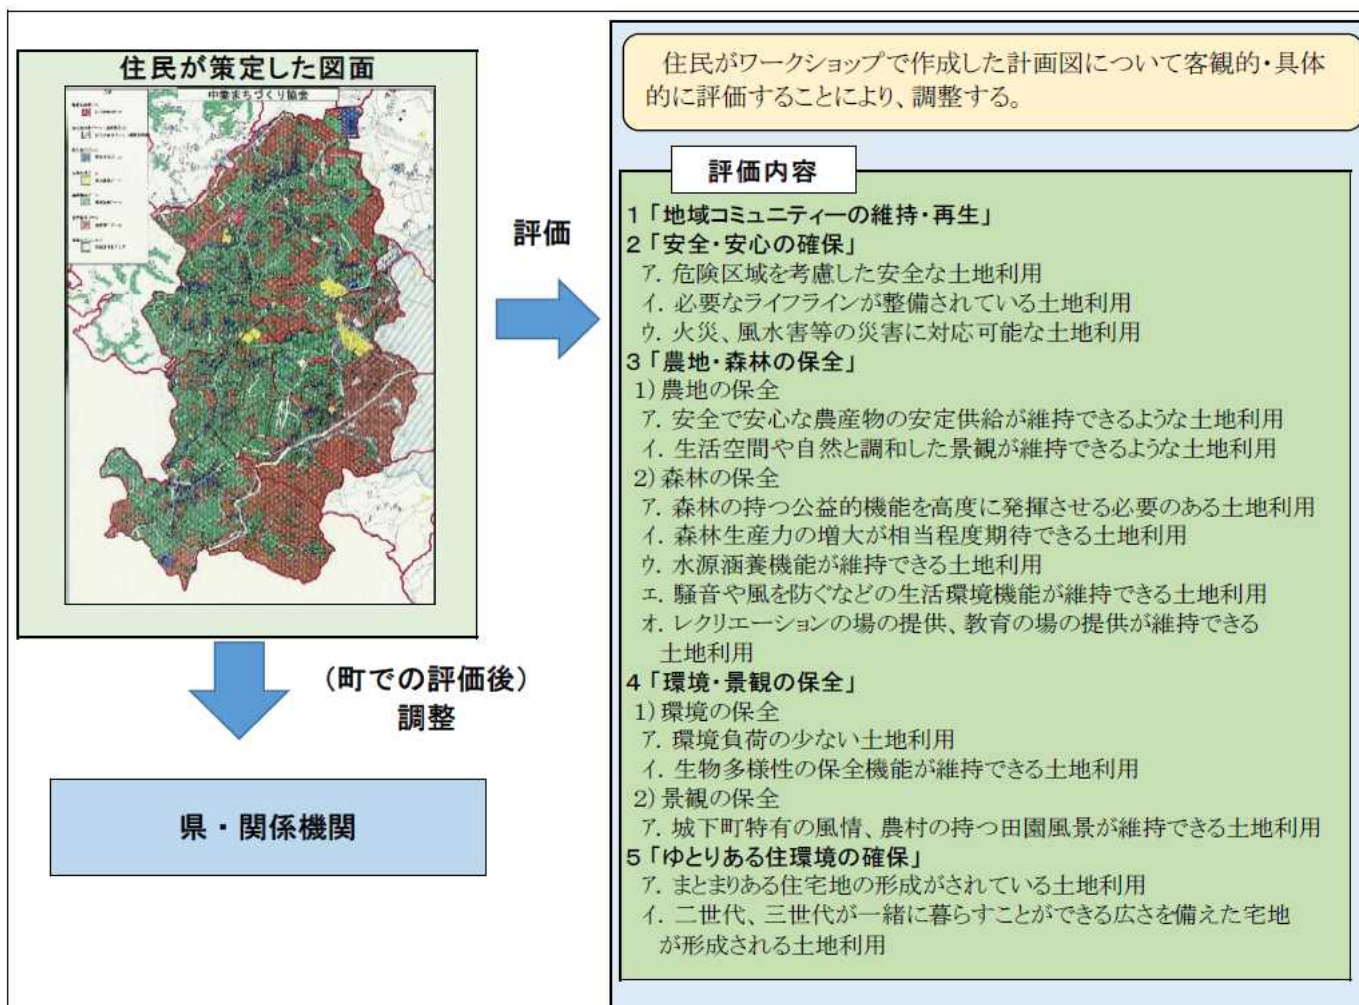 住民が策定した図面
中築まちづくり協会
評価
(町での評価後)
調整
県・関係機関
住民がワークショップで作成した計画図について客観的・具体
的に評価することにより、調整する。
評価内容
1「地域コミュニティーの維持・再生」
2「安全・安心の確保」
ア. 危険区域を考慮した安全な土地利用
イ. 必要なライフラインが整備されている土地利用
ウ. 火災、風水害等の災害に対応可能な土地利用
3「農地・森林の保全」
1)農地の保全
ア. 安全で安心な農産物の安定供給が維持できるような土地利用
イ. 生活空間や自然と調和した景観が維持できるような土地利用
2)森林の保全
ア. 森林の持つ公益的機能を高度に発揮させる必要のある土地利用
イ. 森林生産力の増大が相当程度期待できる土地利用
ウ. 水源涵養機能が維持できる土地利用
エ. 騒音や風を防ぐなどの生活環境機能が維持できる土地利用
オ. レクリエーションの場の提供、教育の場の提供が維持できる
土地利用
4「環境・景観の保全」
1)環境の保全
ア. 環境負荷の少ない土地利用
イ. 生物多様性の保全機能が維持できる土地利用
2)景観の保全
ア. 城下町特有の風情、農村の持つ田園風景が維持できる土地利用
5「ゆとりある住環境の確保」
ア. まとまりある住宅地の形成がされている土地利用
イ. 二世代、三世代が一緒に暮らすことができる広さを備えた宅地
が形成される土地利用